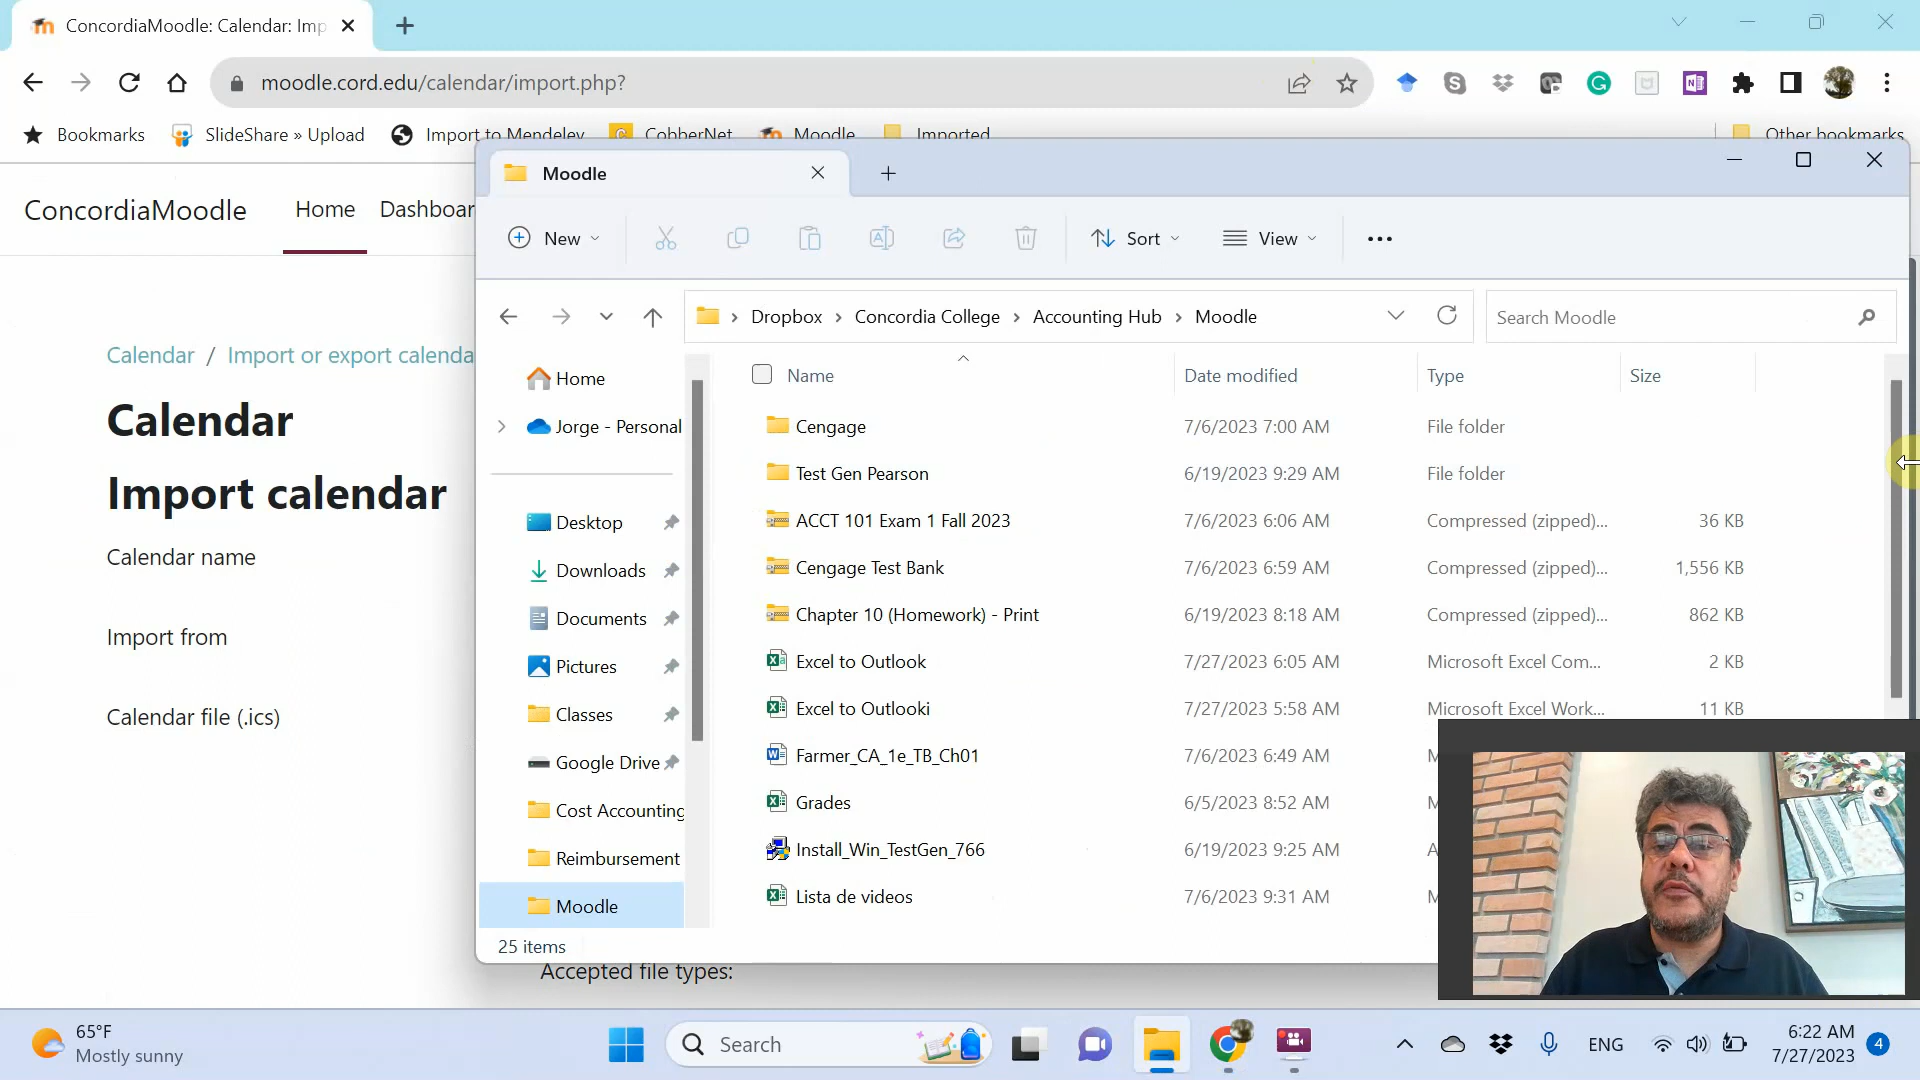 ConcordiaMoodle: Calendar: Imp
moodle.cord.edu/calendar/import.php?
Bookmarks
SlideShare » Upload
Import to Mendeley
CobberNet
Moodle
Imported
Other bookmarks
ConcordiaMoodle
Home
Dashboar
Calendar / Import or export calenda
Calendar
Import calendar
Calendar name
Import from
Calendar file (.ics)
Accepted file types:
Moodle
New
Sort
View
Dropbox > Concordia College > Accounting Hub > Moodle
Search Moodle
Home
Jorge - Personal
Desktop
Downloads
Documents
Pictures
Classes
Google Drive
Cost Accounting
Reimbursement
Moodle
Name Date modified Type Size
Cengage 7/6/2023 7:00 AM File folder
Test Gen Pearson 6/19/2023 9:29 AM File folder
ACCT 101 Exam 1 Fall 2023 7/6/2023 6:06 AM Compressed (zipped)... 36 KB
Cengage Test Bank 7/6/2023 6:59 AM Compressed (zipped)... 1,556 KB
Chapter 10 (Homework) - Print 6/19/2023 8:18 AM Compressed (zipped)... 862 KB
Excel to Outlook 7/27/2023 6:05 AM Microsoft Excel Com... 2 KB
Excel to Outlooki 7/27/2023 5:58 AM Microsoft Excel Work... 11 KB
Farmer_CA_1e_TB_Ch01 7/6/2023 6:49 AM M
Grades 6/5/2023 8:52 AM M
Install_Win_TestGen_766 6/19/2023 9:25 AM A
Lista de videos 7/6/2023 9:31 AM M
25 items
65°F
Mostly sunny
Search
ENG
6:22 AM
7/27/2023
4